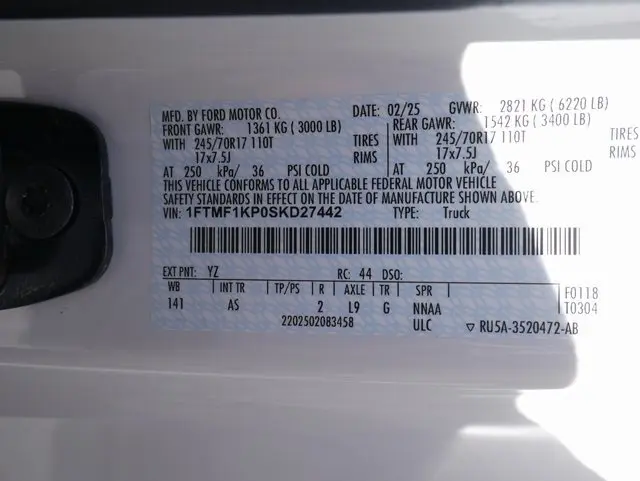 MFD. BY FORD MOTOR CO. DATE: 02/25 GVWR: 2821 KG ( 6220 LB)
FRONT GAWR: 1361 KG ( 3000 LB) REAR GAWR: 1542 KG ( 3400 LB)
WITH 245/70R17 110T TIRES WITH 245/70R17 110T TIRES
17x7.5J RIMS 17x7.5J RIMS
AT 250 kPa/ 36 PSI COLD AT 250 kPa/ 36 PSI COLD
THIS VEHICLE CONFORMS TO ALL APPLICABLE FEDERAL MOTOR VEHICLE
SAFETY STANDARDS IN EFFECT ON THE DATE OF MANUFACTURE SHOWN ABOVE.
VIN: 1FTMF1KP0SKD27442 TYPE: Truck
EXT PNT: YZ RC: 44 DSO:
WB INT TR TP/PS R AXLE TR SPR F0118
141 AS 2 L9 G NNAA T0304
2202502083458 ULC ▽ RU5A-3520472-AB